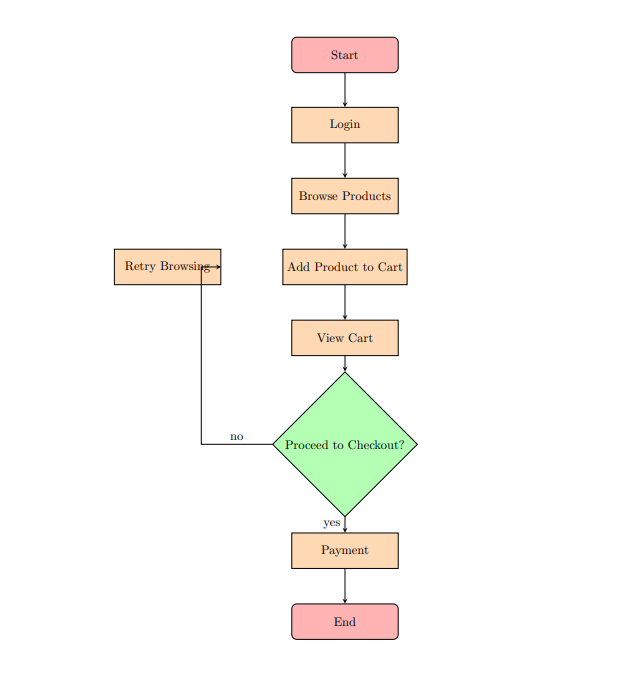 Start
Login
Browse Products
Retry Browsing
Add Product to Cart
View Cart
no
Proceed to Checkout?
yes
Payment
End